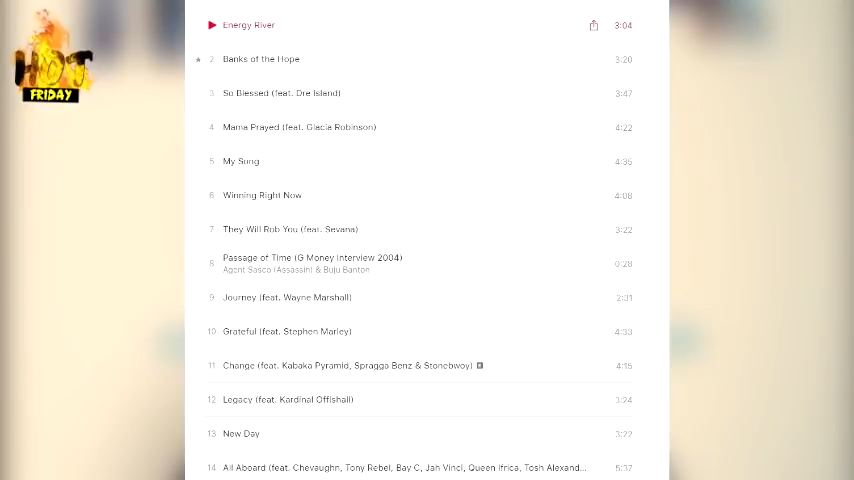 HOT
FRIDAY
Energy River 3:04
★ 2 Banks of the Hope 3:20
3 So Blessed (feat. Dre Island) 3:47
4 Mama Prayed (feat. Glacia Robinson) 4:22
5 My Song 4:35
6 Winning Right Now 4:08
7 They Will Rob You (feat. Sevana) 3:22
8 Passage of Time (G Money Interview 2004) 0:28
Agent Sasco (Assassin) & Buju Banton
9 Journey (feat. Wayne Marshall) 2:31
10 Grateful (feat. Stephen Marley) 4:33
11 Change (feat. Kabaka Pyramid, Spragga Benz & Stonebwoy) E 4:15
12 Legacy (feat. Kardinal Offishall) 3:24
13 New Day 3:22
14 All Aboard (feat. Chevaughn, Tony Rebel, Bay C, Jah Vinci, Queen Ifrica, Tosh Alexand... 5:37